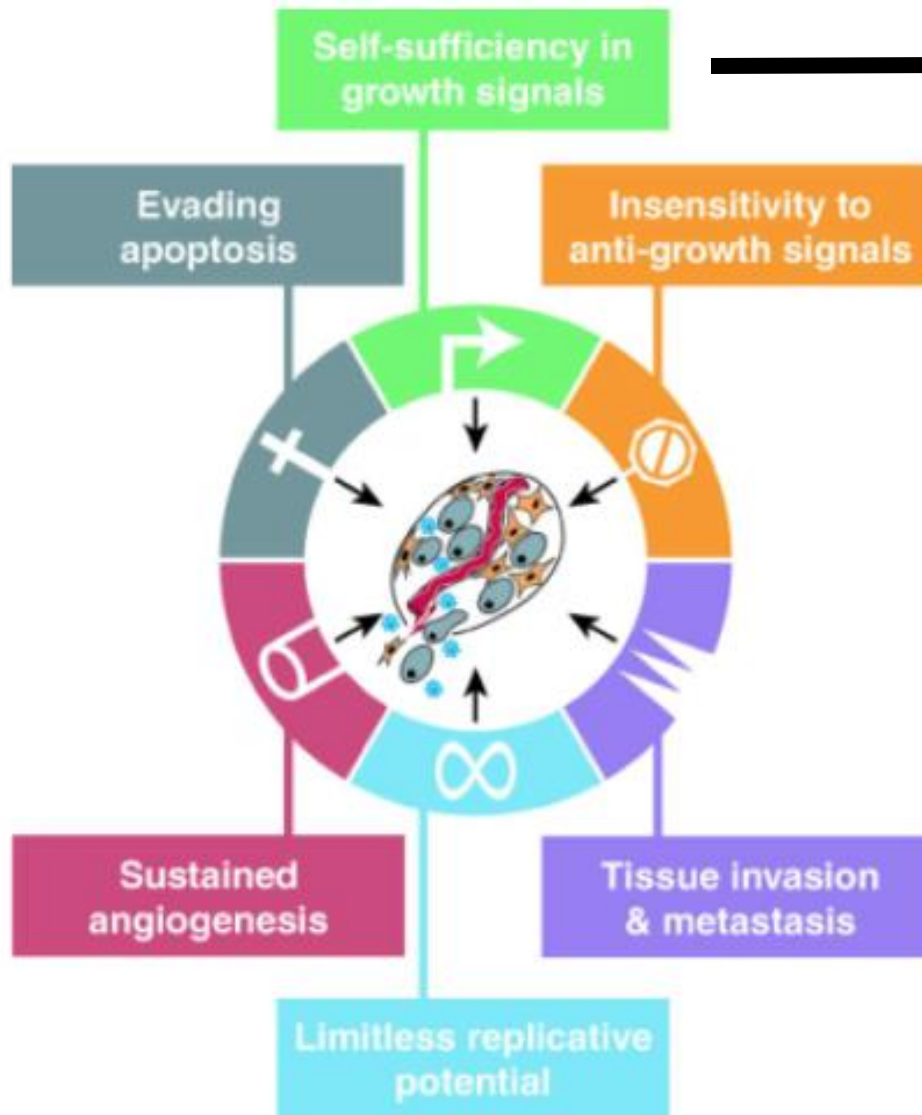 Self-sufficiency in
growth signals
Evading
apoptosis
Insensitivity to
anti-growth signals
Sustained
angiogenesis
Tissue invasion
& metastasis
Limitless replicative
potential